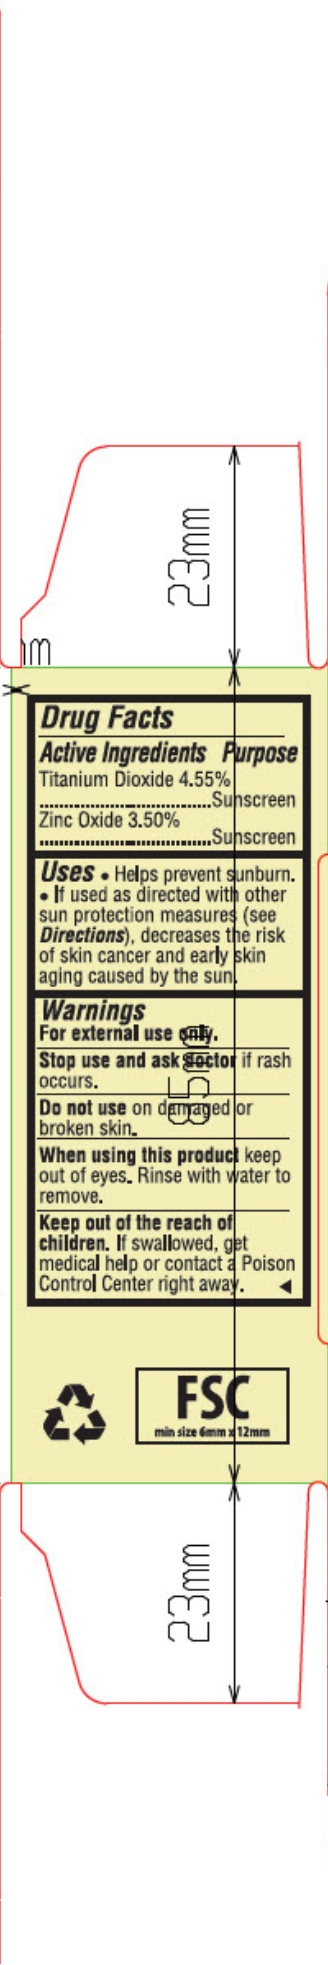 23mm
Drug Facts
Active Ingredients Purpose
Titanium Dioxide 4.55%
........................................Sunscreen
Zinc Oxide 3.50%
........................................Sunscreen
Uses • Helps prevent sunburn.
• If used as directed with other
sun protection measures (see
Directions), decreases the risk
of skin cancer and early skin
aging caused by the sun.
Warnings
For external use only.
85mm
Stop use and ask doctor if rash
occurs.
Do not use on damaged or
broken skin.
When using this product keep
out of eyes. Rinse with water to
remove.
Keep out of the reach of
children. If swallowed, get
medical help or contact a Poison
Control Center right away.
FSC
min size 6mm x 12mm
23mm